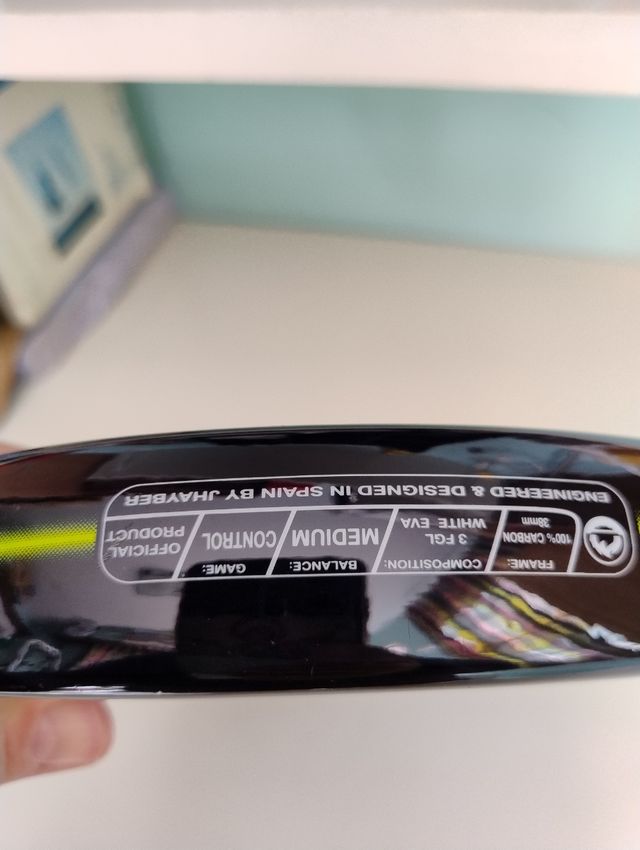 FRAME:
100% CARBON
38mm
COMPOSITION:
3 FGL
WHITE EVA
BALANCE:
MEDIUM
GAME:
CONTROL
OFFICIAL
PRODUCT
ENGINEERED & DESIGNED IN SPAIN BY JHAYBER